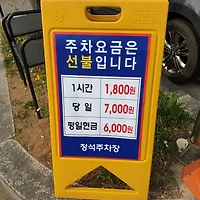 주차요금은
선불입니다
1시간 1,800원
당일 7,000원
평일현금 6,000원
청석주차장